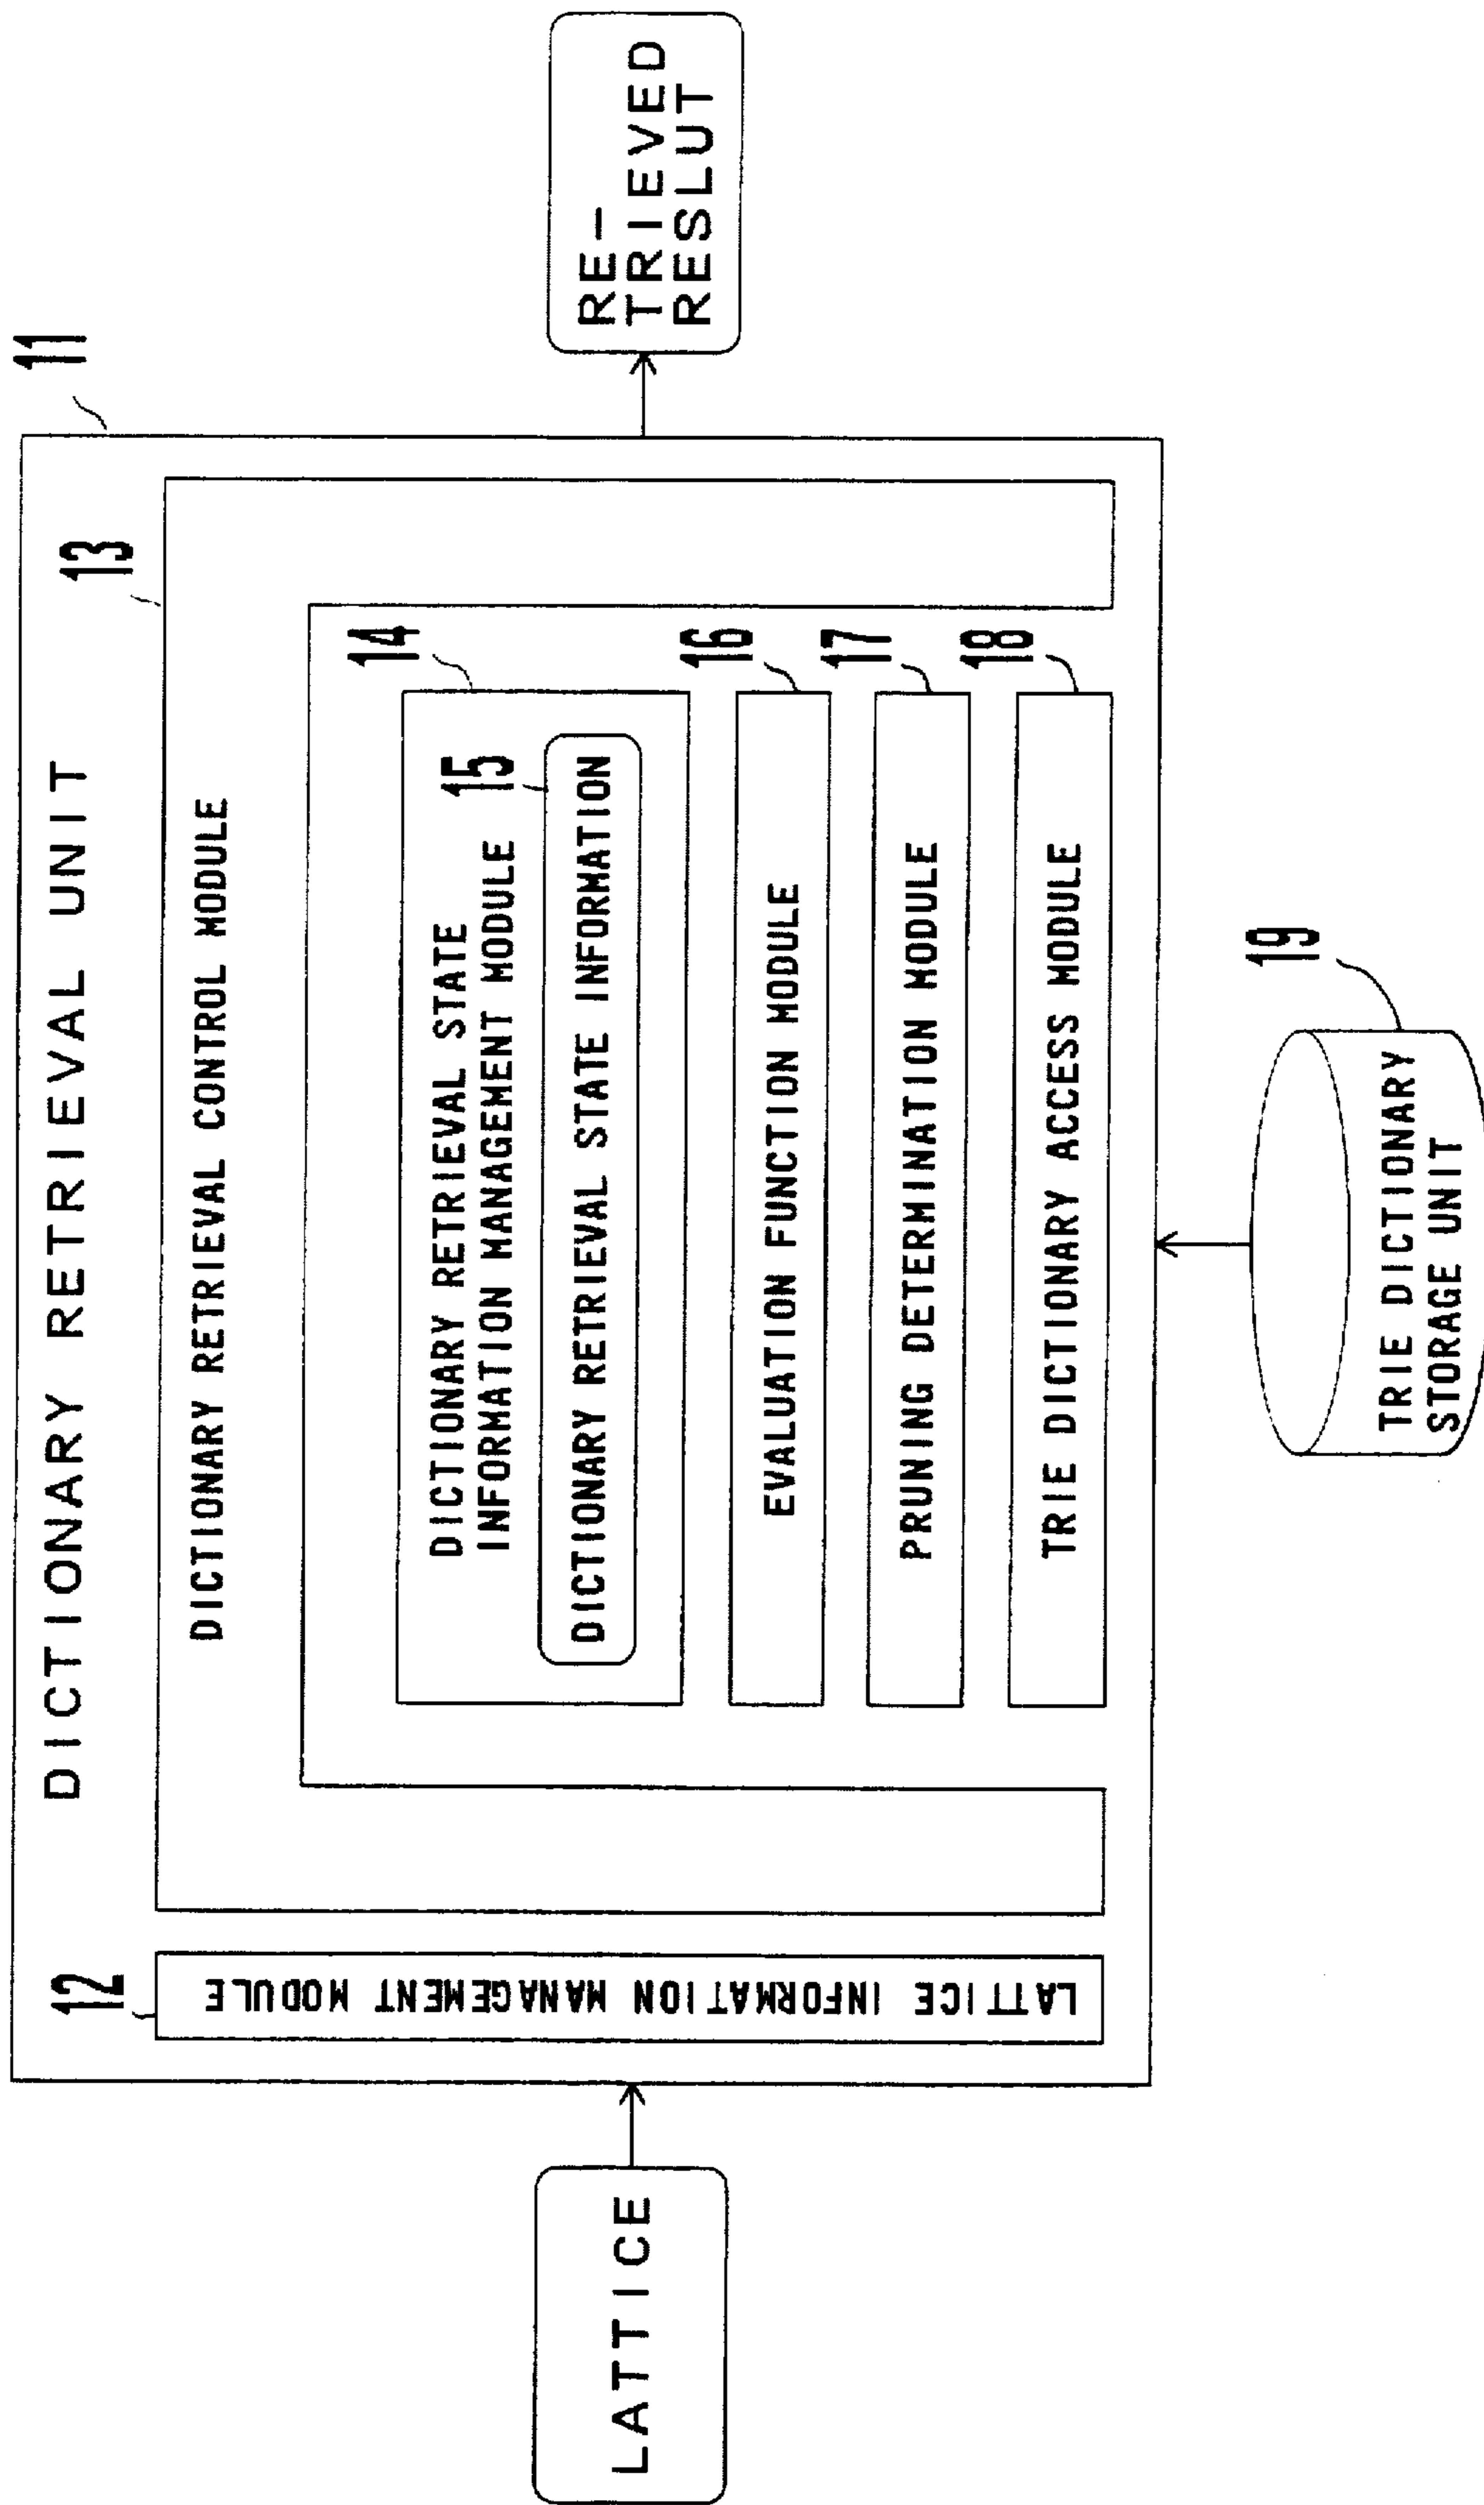 11
DICTIONARY RETRIEVAL UNIT
12
13
LATTICE
LATTICE INFORMATION MANAGEMENT MODULE
DICTIONARY RETRIEVAL CONTROL MODULE
14
DICTIONARY RETRIEVAL STATE
INFORMATION MANAGEMENT MODULE
15
DICTIONARY RETRIEVAL STATE INFORMATION
16
EVALUATION FUNCTION MODULE
17
PRUNING DETERMINATION MODULE
18
TRIE DICTIONARY ACCESS MODULE
RE-
TRIEVED
RESLUT
19
TRIE DICTIONARY
STORAGE UNIT